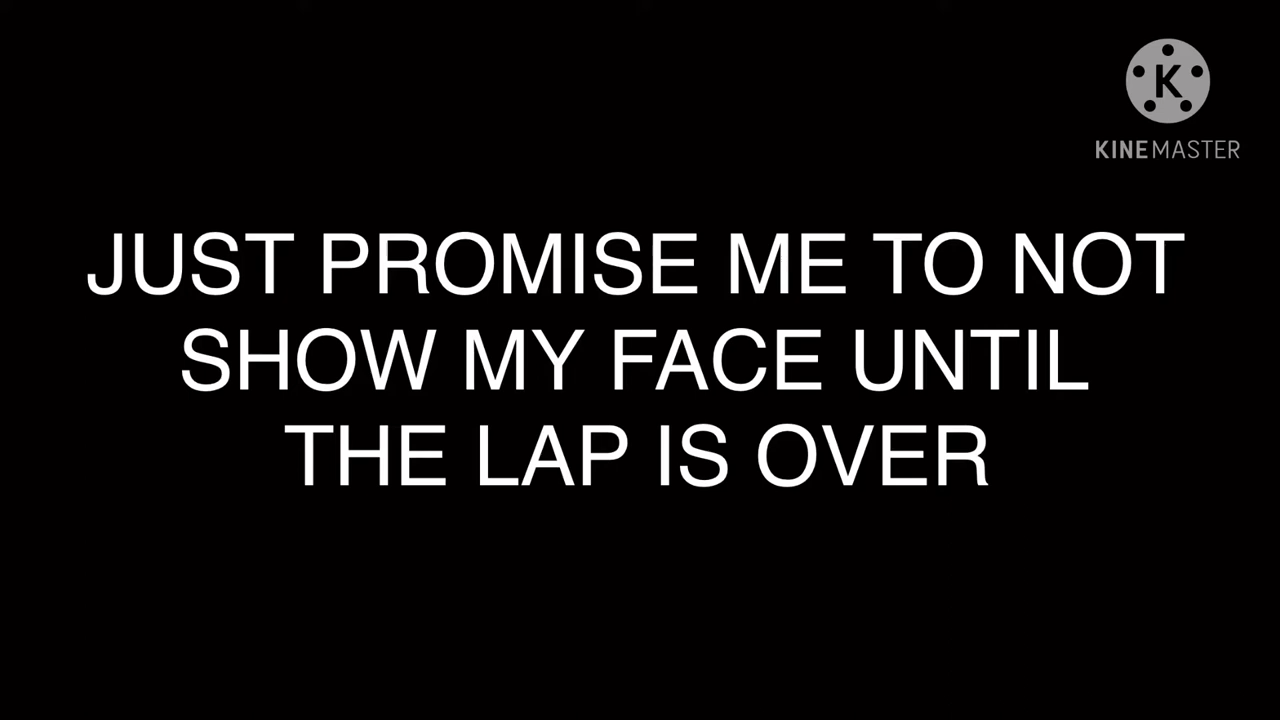 K
KINEMASTER
JUST PROMISE ME TO NOT
SHOW MY FACE UNTIL
THE LAP IS OVER